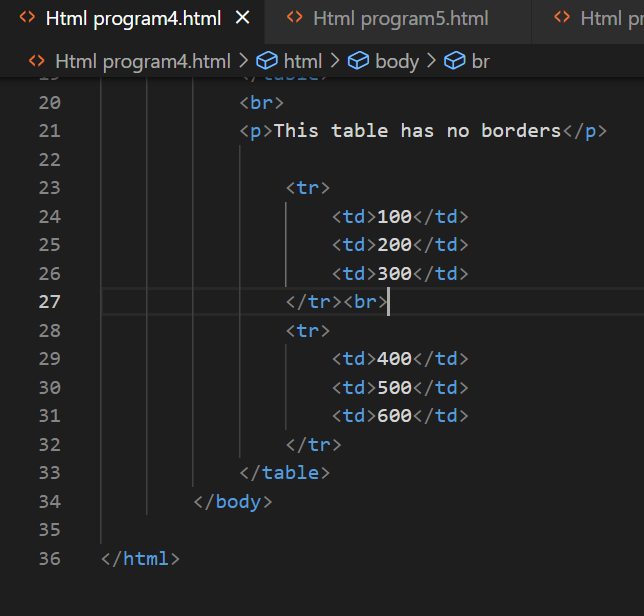 Html program4.html
Html program5.html
Html pr
Html program4.html > html > body > br
19 </table>
20 <br>
21 <p>This table has no borders</p>
22
23 <tr>
24 <td>100</td>
25 <td>200</td>
26 <td>300</td>
27 </tr><br>
28 <tr>
29 <td>400</td>
30 <td>500</td>
31 <td>600</td>
32 </tr>
33 </table>
34 </body>
35
36 </html>